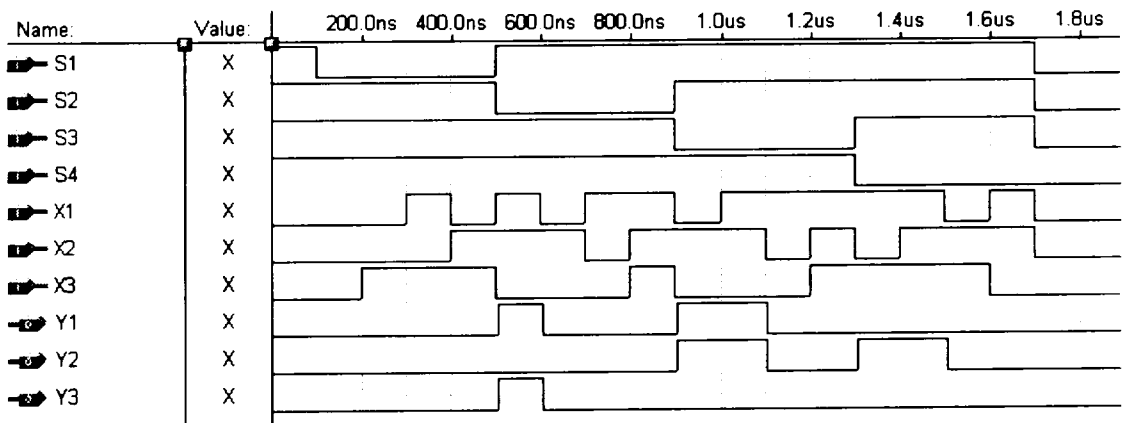 Name: Value: 200.0ns 400.0ns 600.0ns 800.0ns 1.0us 1.2us 1.4us 1.6us 1.8us
S1 X
S2 X
S3 X
S4 X
X1 X
X2 X
X3 X
Y1 X
Y2 X
Y3 X